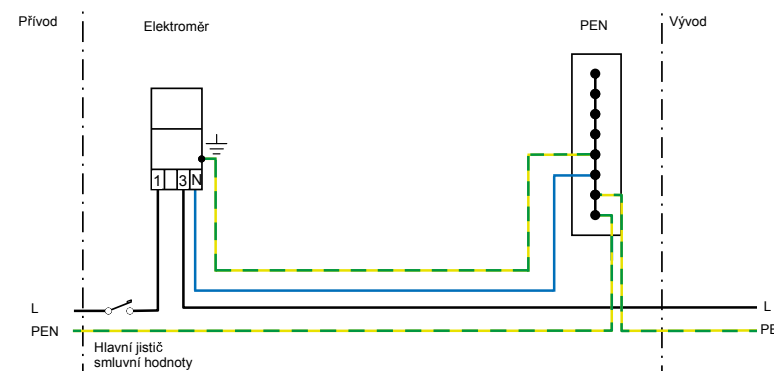 Přívod
Elektroměr
PEN
Vývod
1 3 N
L
L
PEN
PE
Hlavní jistič
smluvní hodnoty